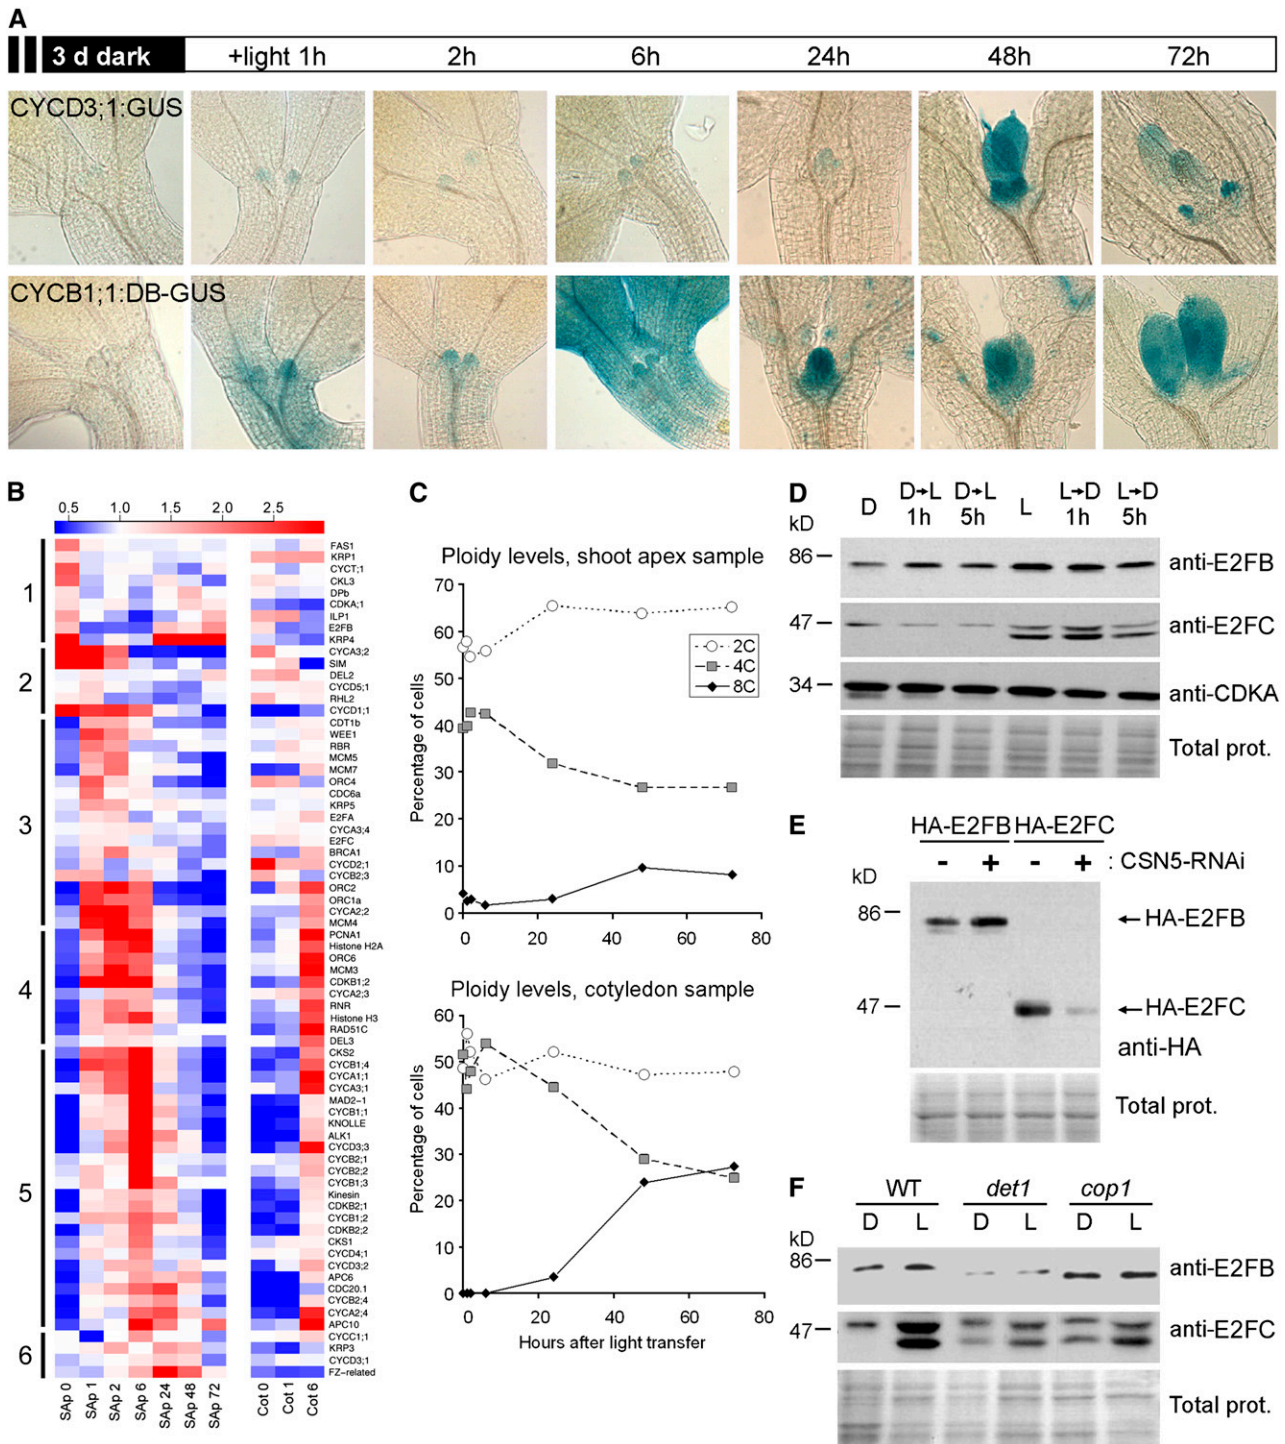 A
3 d dark
+light 1h
2h
6h
24h
48h
72h
CYCD3;1:GUS
CYCB1;1:DB-GUS
B
0.5 1.0 1.5 2.0 2.5
1
2
3
4
5
6
FAS1
KRP1
CYCT;1
CKL3
DPb
CDKA;1
ILP1
E2FB
KRP4
CYCA3;2
SIM
DEL2
CYCD5;1
RHL2
CYCD1;1
CDT1b
WEE1
RBR
MCM5
MCM7
ORC4
CDC6a
KRP5
E2FA
CYCA3;4
E2FC
BRCA1
CYCD2;1
CYCB2;3
ORC2
ORC1a
CYCA2;2
MCM4
PCNA1
Histone H2A
ORC6
MCM3
CDKB1;2
CYCA2;3
RNR
Histone H3
RAD51C
DEL3
CKS2
CYCB1;4
CYCA1;1
CYCA3;1
MAD2-1
CYCB1;1
KNOLLE
ALK1
CYCD3;3
CYCB2;1
CYCB2;2
CYCB1;3
Kinesin
CDKB2;1
CYCB1;2
CDKB2;2
CKS1
CYCD4;1
CYCD3;2
APC6
CDC20.1
CYCB2;4
CYCA2;4
APC10
CYCC1;1
KRP3
CYCD3;1
FZ-related
SAp 0
SAp 1
SAp 2
SAp 6
SAp 24
SAp 48
SAp 72
Cot 0
Cot 1
Cot 6
C
Ploidy levels, shoot apex sample
Percentage of cells
70
60
50
40
30
20
10
0
2C
4C
8C
0 20 40 60 80
Ploidy levels, cotyledon sample
Percentage of cells
60
50
40
30
20
10
0
0 20 40 60 80
Hours after light transfer
D
kD
D
D→L 1h
D→L 5h
L
L→D 1h
L→D 5h
86
anti-E2FB
47
anti-E2FC
34
anti-CDKA
Total prot.
E
HA-E2FB HA-E2FC
- + - + : CSN5-RNAi
kD
86
←HA-E2FB
47
←HA-E2FC
anti-HA
Total prot.
F
WT det1 cop1
D L D L D L
kD
86
anti-E2FB
47
anti-E2FC
Total prot.